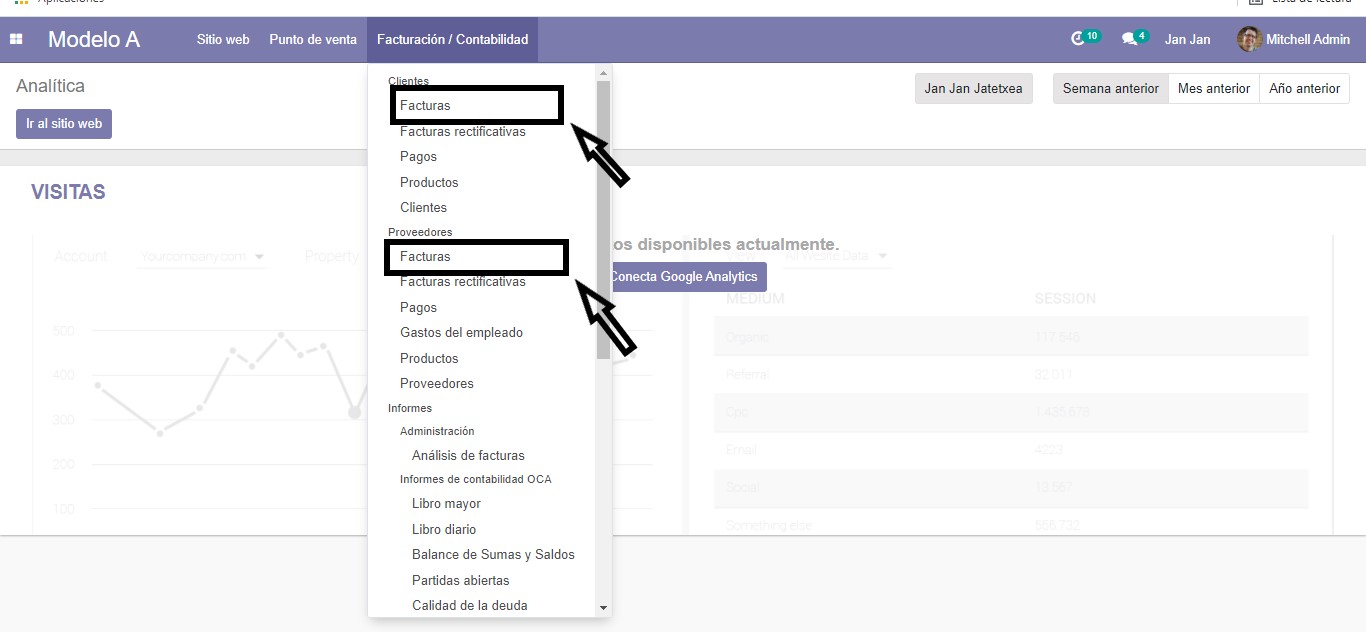 Aplicaciones
Lista de lectura
Modelo A
Sitio web
Punto de venta
Facturación / Contabilidad
10
4
Jan Jan
Mitchell Admin
Analítica
Ir al sitio web
Jan Jan Jatetxea
Semana anterior
Mes anterior
Año anterior
Clientes
Facturas
Facturas rectificativas
Pagos
Productos
Clientes
Proveedores
Facturas
Facturas rectificativas
Pagos
Gastos del empleado
Productos
Proveedores
Informes
Administración
Análisis de facturas
Informes de contabilidad OCA
Libro mayor
Libro diario
Balance de Sumas y Saldos
Partidas abiertas
Calidad de la deuda
VISITAS
Account
Yourcompany.com
Property
500
400
300
200
100
os disponibles actualmente.
Conecta Google Analytics
MEDIUM SESSION
Organic 117.646
Referral 32.011
Cpc 1.436.678
Email 4223
Social 13.567
Something else 556.732